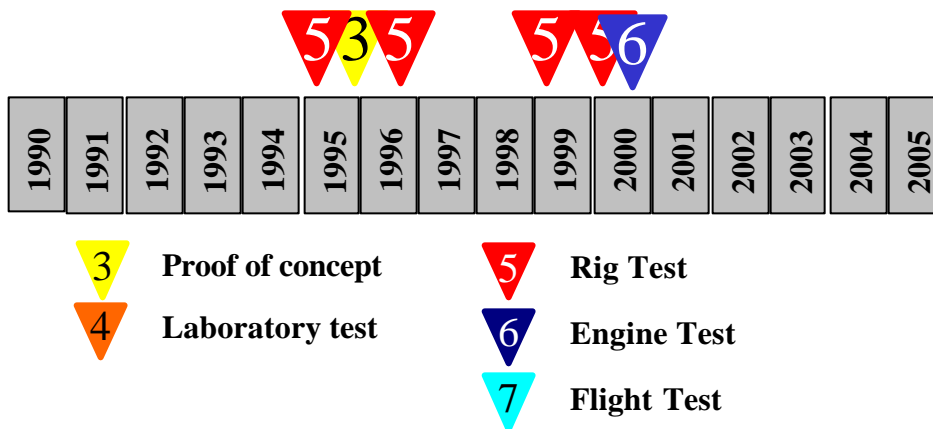 5 3 5 5 5 6
1990 1991 1992 1993 1994 1995 1996 1997 1998 1999 2000 2001 2002 2003 2004 2005
3 Proof of concept
4 Laboratory test
5 Rig Test
6 Engine Test
7 Flight Test